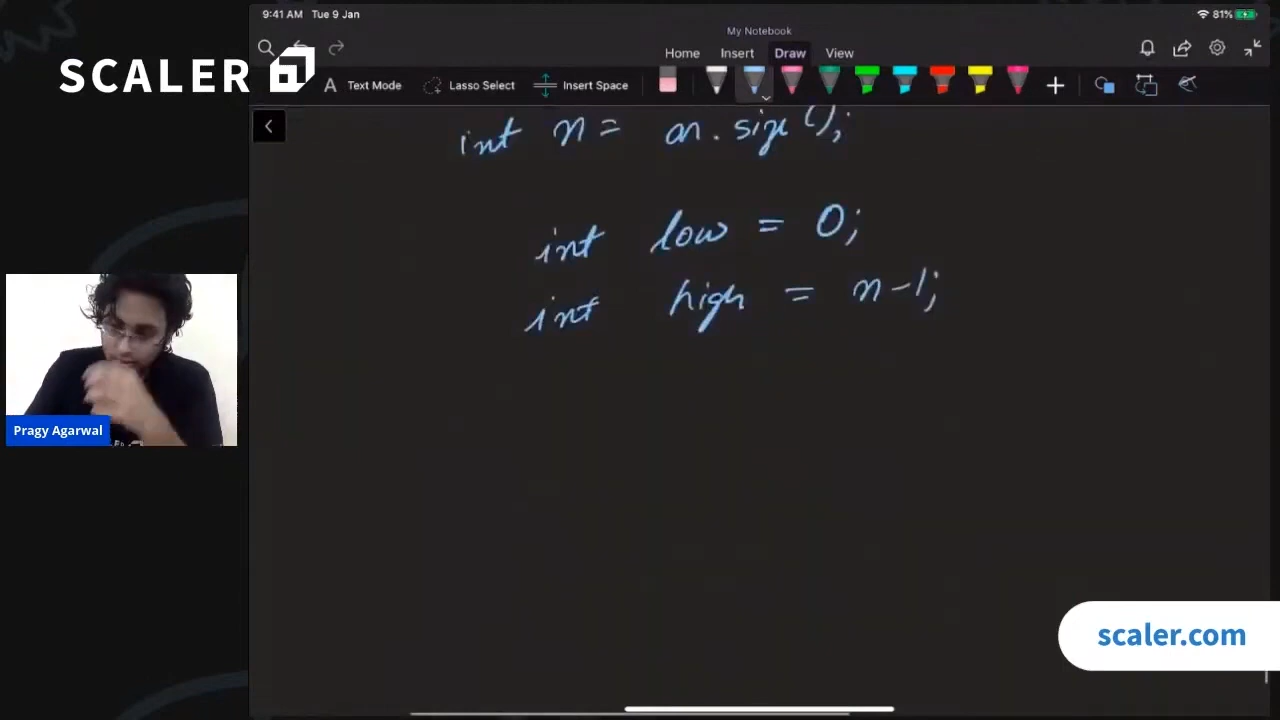 9:41 AM Tue 9 Jan
81%
My Notebook
SCALER
Home Insert Draw View
Text Mode Lasso Select Insert Space
int n = arr.size();
int low = 0;
int high = n-1;
Pragy Agarwal
scaler.com